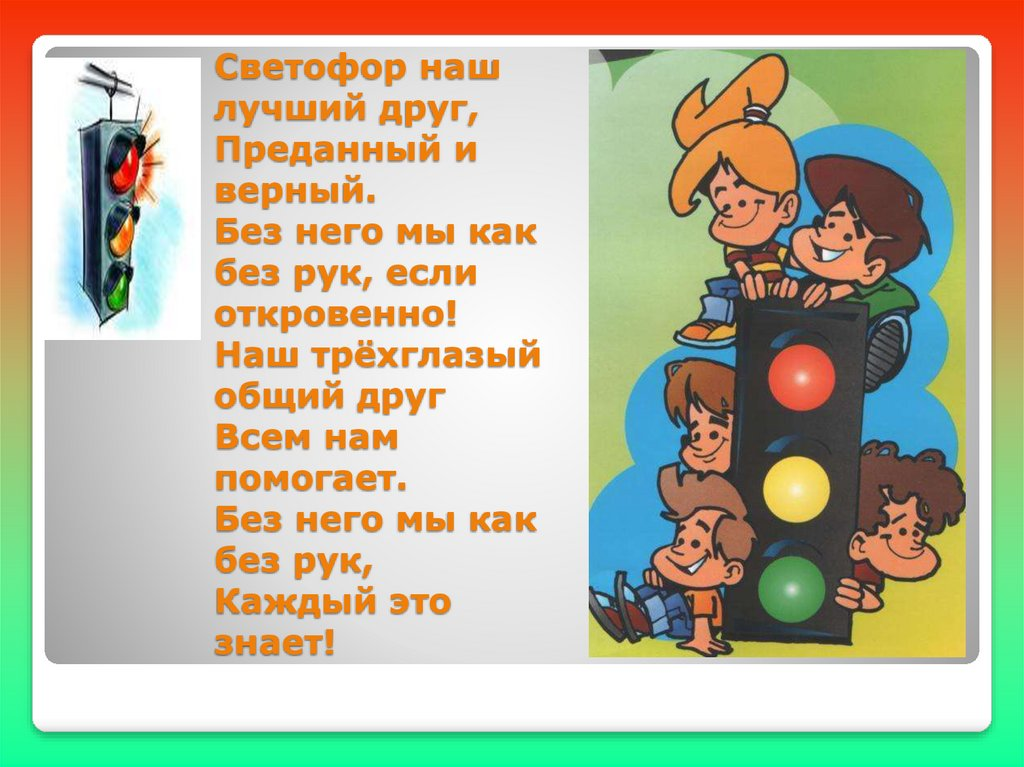 Светофор наш
лучший друг,
Преданный и
верный.
Без него мы как
без рук, если
откровенно!
Наш трёхглазый
общий друг
Всем нам
помогает.
Без него мы как
без рук,
Каждый это
знает!